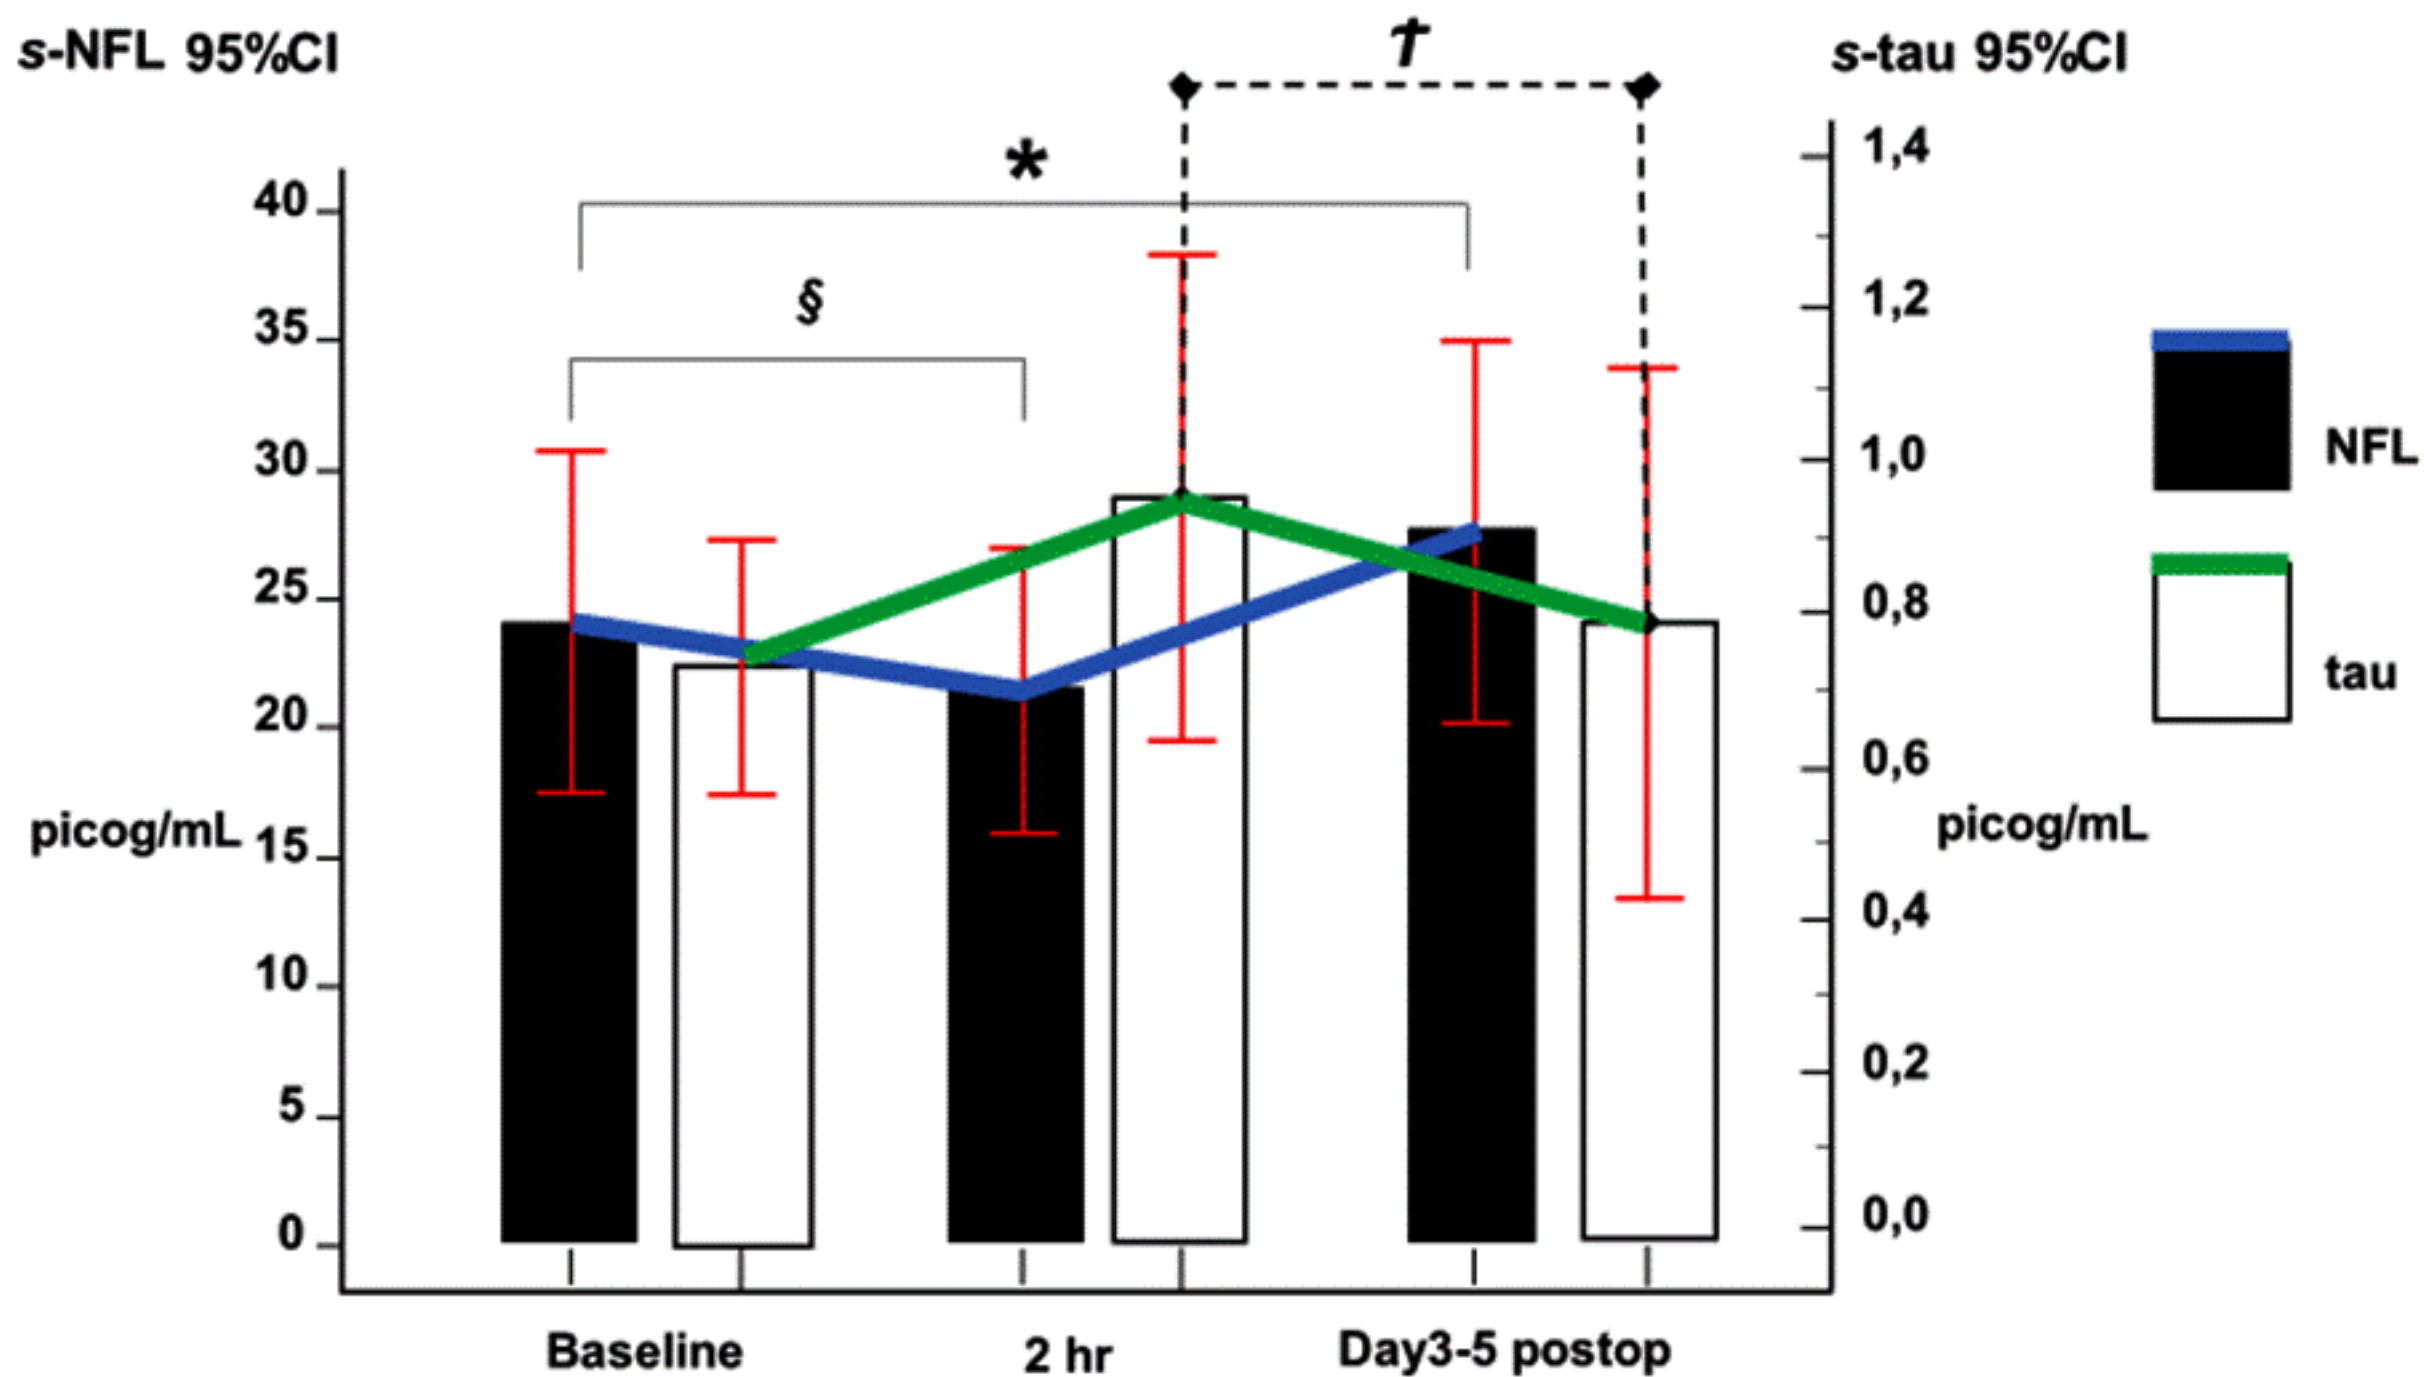 s-NFL 95%CI
†
s-tau 95%CI
*
§
40
35
30
25
20
15
10
5
0
picog/mL
1,4
1,2
1,0
0,8
0,6
0,4
0,2
0,0
picog/mL
NFL
tau
Baseline
2 hr
Day3-5 postop